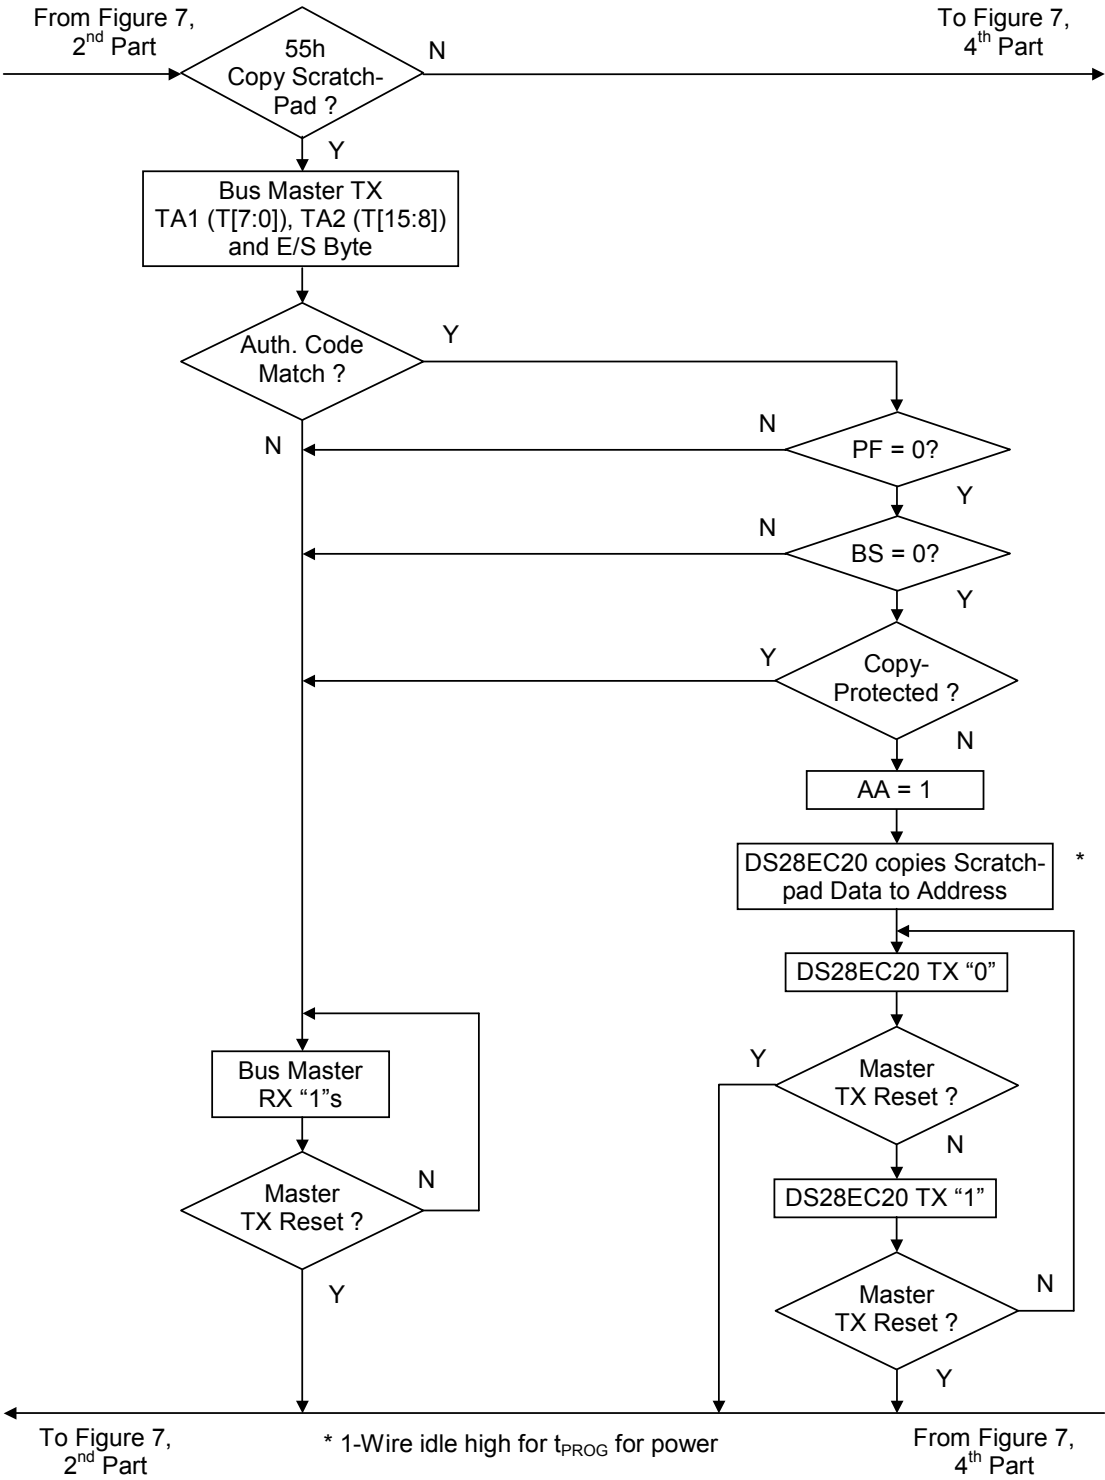 From Figure 7,
2nd Part
To Figure 7,
4th Part
55h
Copy Scratch-
Pad ?
N
Y
Bus Master TX
TA1 (T[7:0]), TA2 (T[15:8])
and E/S Byte
Auth. Code
Match ?
Y
N
PF = 0?
N
Y
BS = 0?
N
Y
Copy-
Protected ?
Y
N
AA = 1
DS28EC20 copies Scratch-
pad Data to Address
*
DS28EC20 TX “0”
Master
TX Reset ?
Y
N
DS28EC20 TX “1”
Master
TX Reset ?
N
Y
Bus Master
RX “1”s
Master
TX Reset ?
N
Y
To Figure 7,
2nd Part
* 1-Wire idle high for tPROG for power
From Figure 7,
4th Part